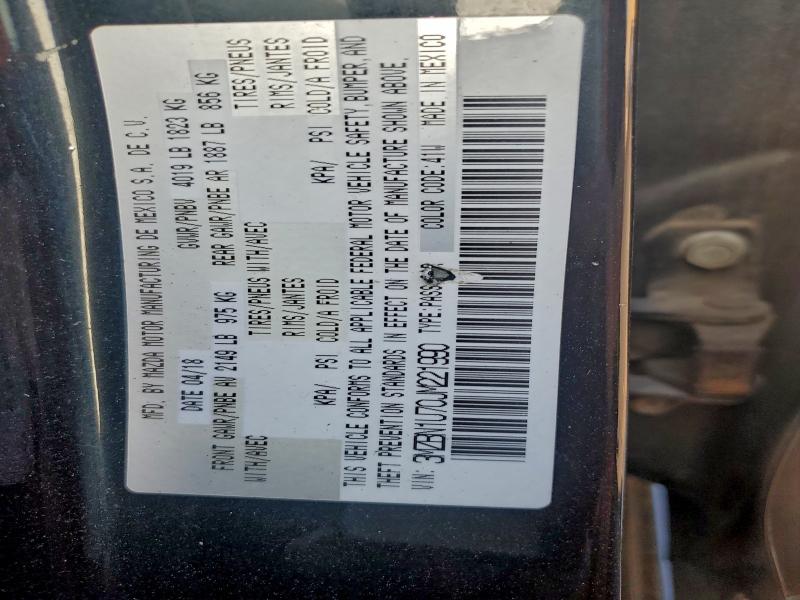 MFD. BY MAZDA MOTOR MANUFACTURING DE MEXICO S.A. DE C.V.
DATE 04/18 GVWR/PNBV 4019 LB 1823 KG
FRONT GAWR/PNBE AV 2149 LB 975 KG REAR GAWR/PNBE AR 1887 LB 856 KG
WITH/AVEC TIRES/PNEUS WITH/AVEC TIRES/PNEUS
RIMS/JANTES RIMS/JANTES
KPA/ PSI COLD/A FROID KPA/ PSI COLD/A FROID
THIS VEHICLE CONFORMS TO ALL APPLICABLE FEDERAL MOTOR VEHICLE SAFETY,BUMPER,AND
THEFT PREVENTION STANDARDS IN EFFECT ON THE DATE OF MANUFACTURE SHOWN ABOVE.
VIN: 3MZBN1U70JM221990 TYPE:PASSCAR COLOR CODE:41W MADE IN MEXICO